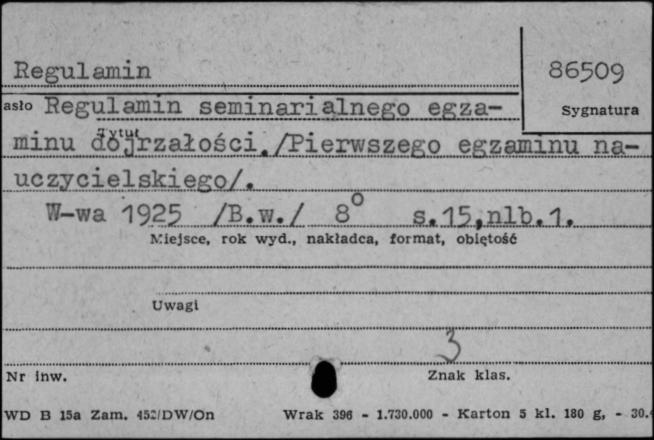 Regulamin
86509
asło Regulamin seminarialnego egza-
Sygnatura
Tytuł
minu dojrzałości./Pierwszego egzaminu na-
uczycielskiego/.
W-wa 1925 /B.w./ 8° s.15,nlb.1.
Miejsce, rok wyd., nakładca, format, objętość
Uwagi
3
Nr inw.
Znak klas.
WD B 15a Zam. 452/DW/On Wrak 396 - 1.730.000 - Karton 5 kl. 180 g, - 30.